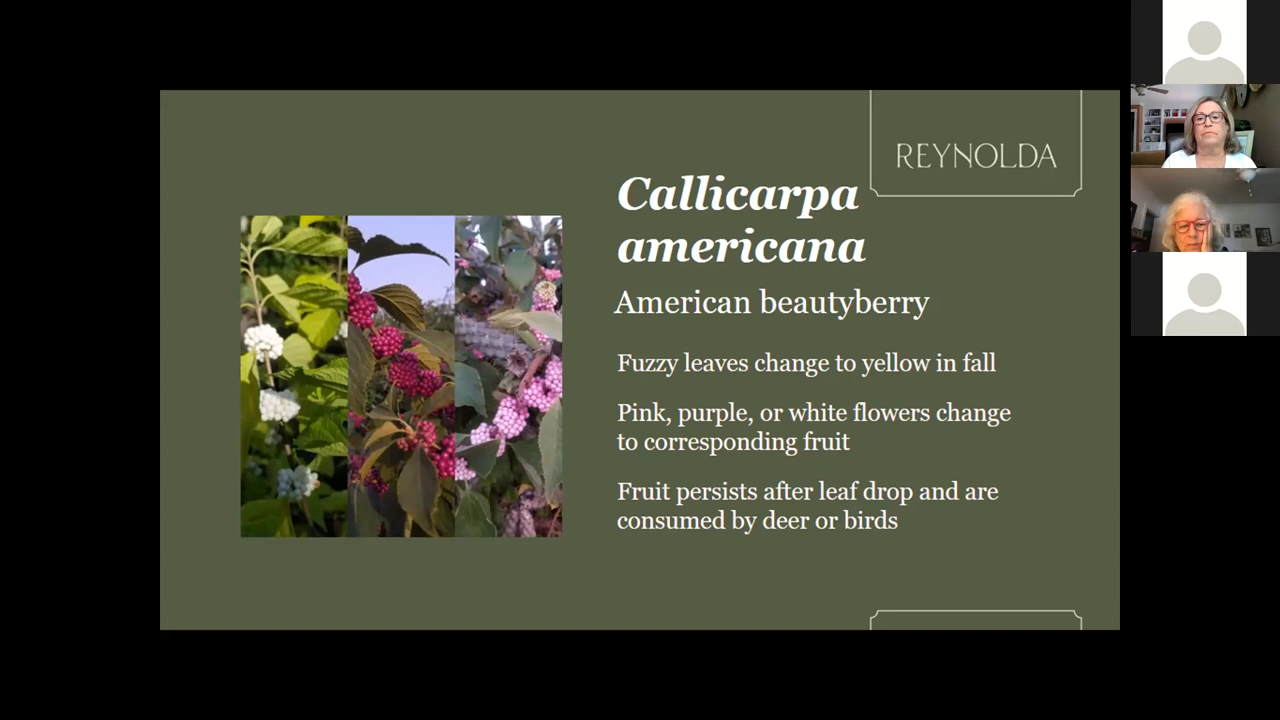 REYNOLDA
Callicarpa
americana
American beautyberry
Fuzzy leaves change to yellow in fall
Pink, purple, or white flowers change
to corresponding fruit
Fruit persists after leaf drop and are
consumed by deer or birds